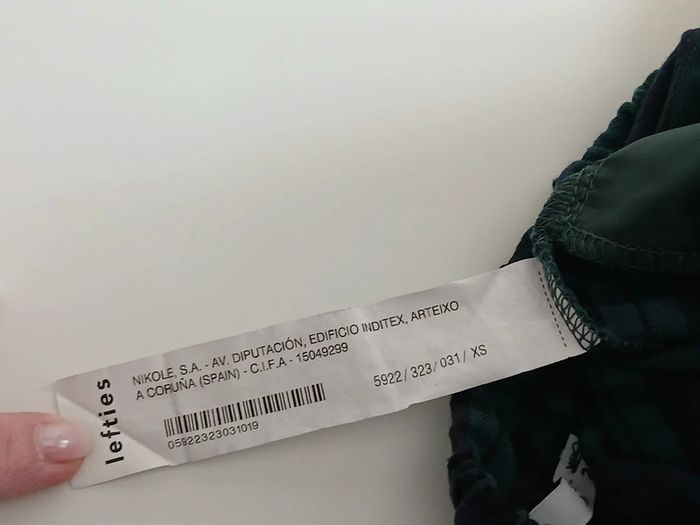 lefties
NIKOLE, S.A. - AV. DIPUTACIÓN, EDIFICIO INDITEX, ARTEIXO
A CORUÑA (SPAIN) - C.I.F.A - 15049299
05922323031019
5922 / 323 / 031 / XS